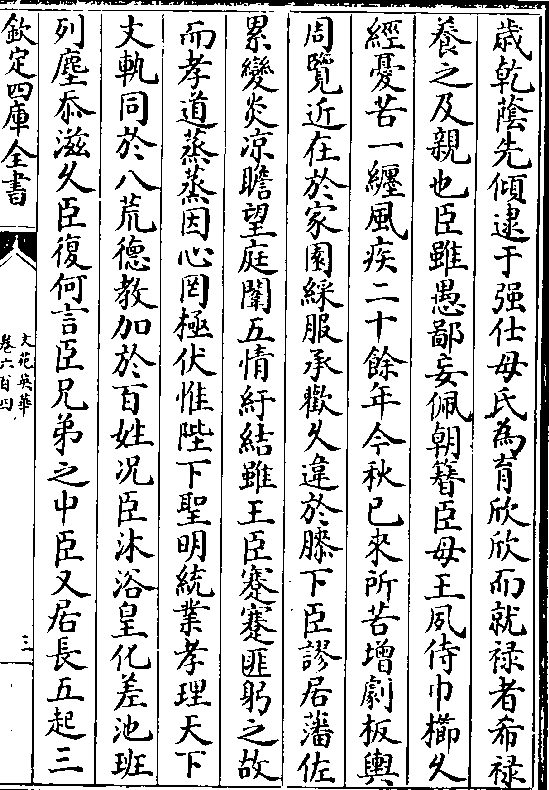 歳乾蔭先傾逮于强仕母氏為育欣欣而就禄者希禄
養之及親也臣雖愚鄙妄佩朝簪臣母王夙侍巾櫛久
經憂苦一纏風疾二十餘年今秋已來所苦增劇板輿
周覽近在於家園綵服承歡久違於膝下臣謬居藩佐
累變炎凉瞻望庭闈五情紆結雖王臣蹇蹇匪躬之故
而孝道蒸蒸因心罔極伏惟陛下聖明統業孝理天下
文軌同於八荒德教加於百姓况臣沐浴皇化差池班
列塵忝滋久臣復何言臣兄弟之中臣又居長五起三
欽定四庫全書
文苑英華
卷六百四
三